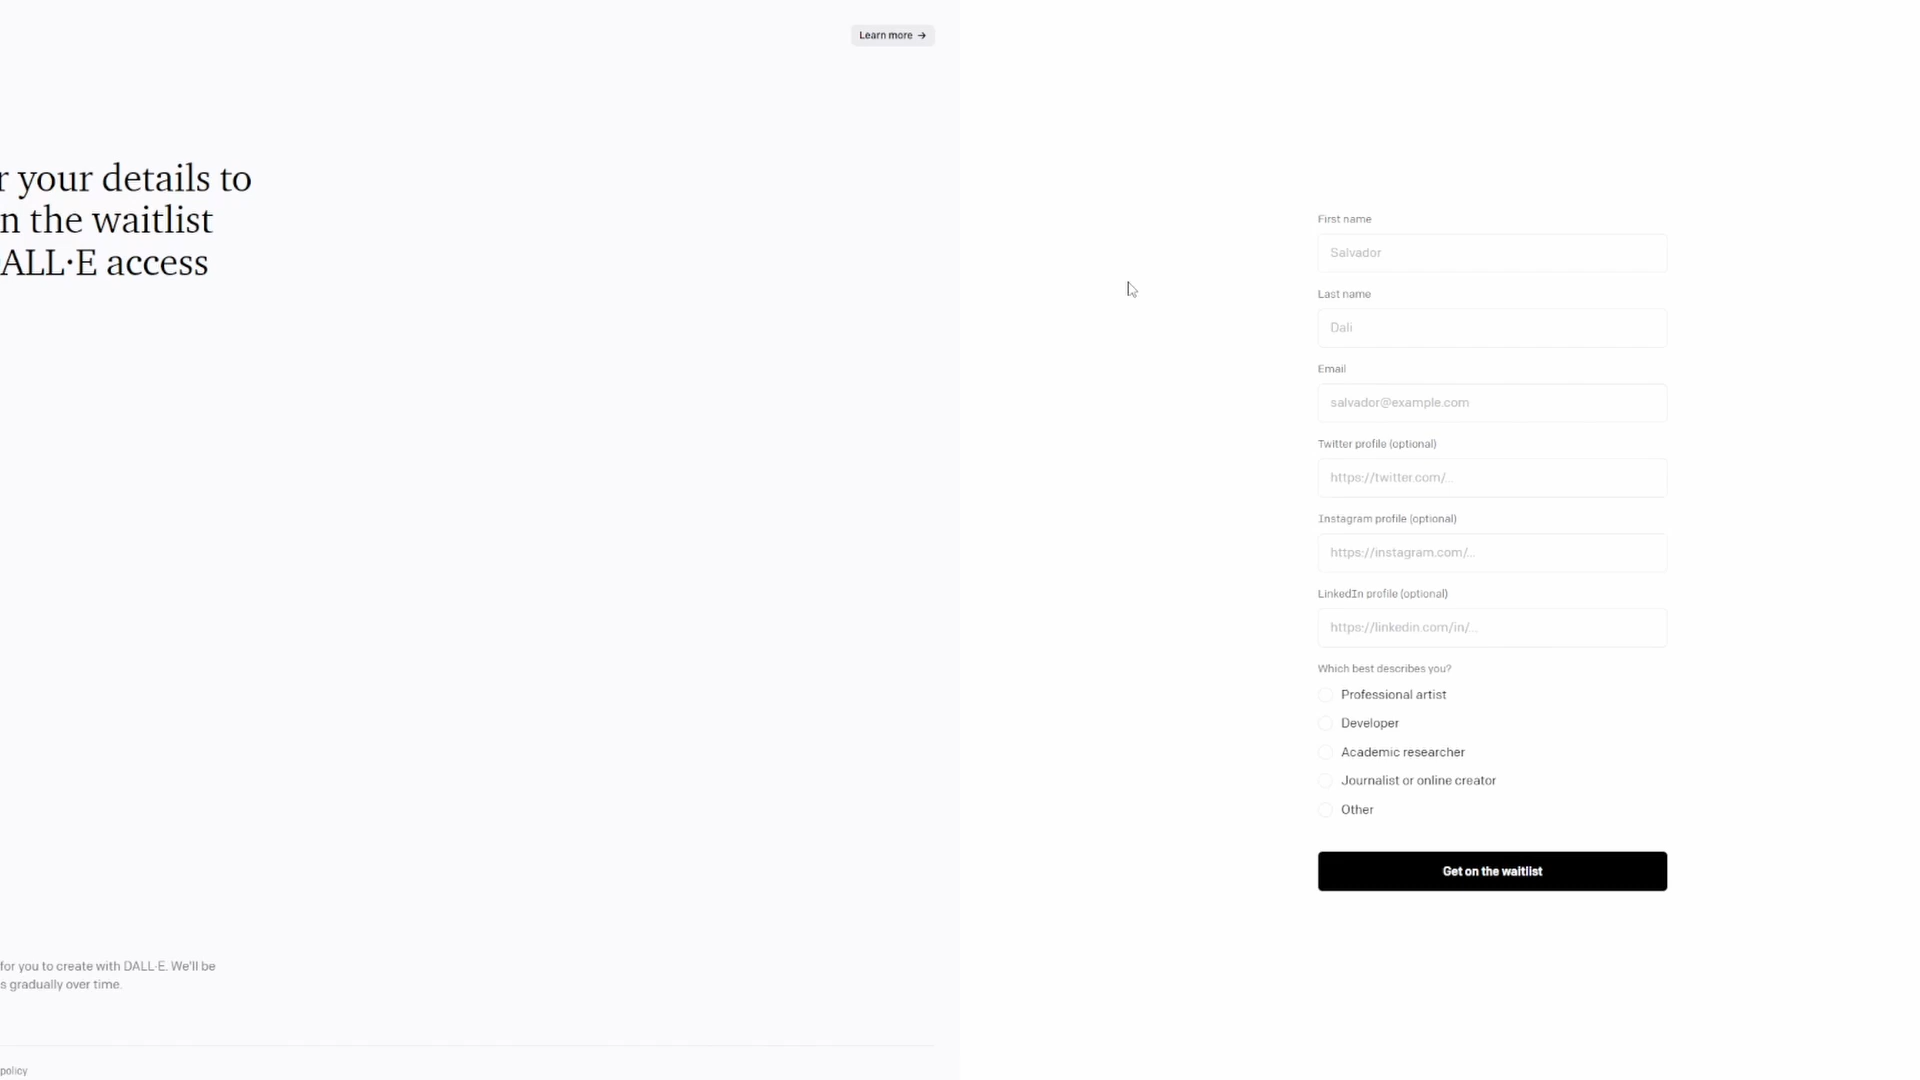 Learn more →
r your details to
n the waitlist
ALL·E access
for you to create with DALL·E. We'll be
s gradually over time.
policy
First name
Salvador
Last name
Dali
Email
salvador@example.com
Twitter profile (optional)
https://twitter.com/...
Instagram profile (optional)
https://instagram.com/...
LinkedIn profile (optional)
https://linkedin.com/in/...
Which best describes you?
Professional artist
Developer
Academic researcher
Journalist or online creator
Other
Get on the waitlist